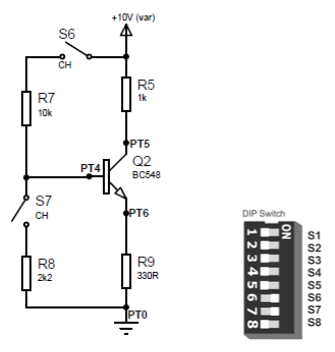 +10V (var)
S6
CH
R7
10k
R5
1k
PT5
PT4
Q2
BC548
S7
CH
PT6
R8
2k2
R9
330R
PT0
DIP Switch
ON
1 S1
2 S2
3 S3
4 S4
5 S5
6 S6
7 S7
8 S8